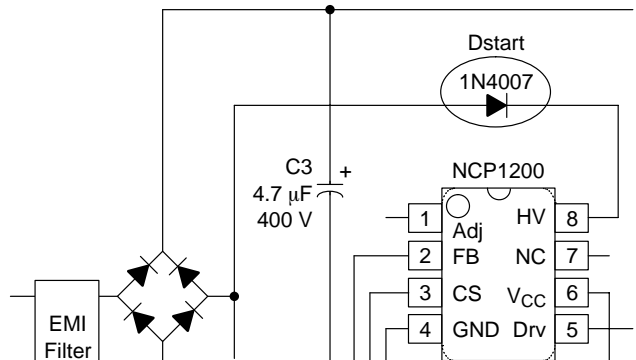 Dstart
1N4007
C3
+
4.7 μF
400 V
NCP1200
1
Adj
HV
8
2
FB
NC
7
3
CS
VCC
6
4
GND
Drv
5
EMI
Filter